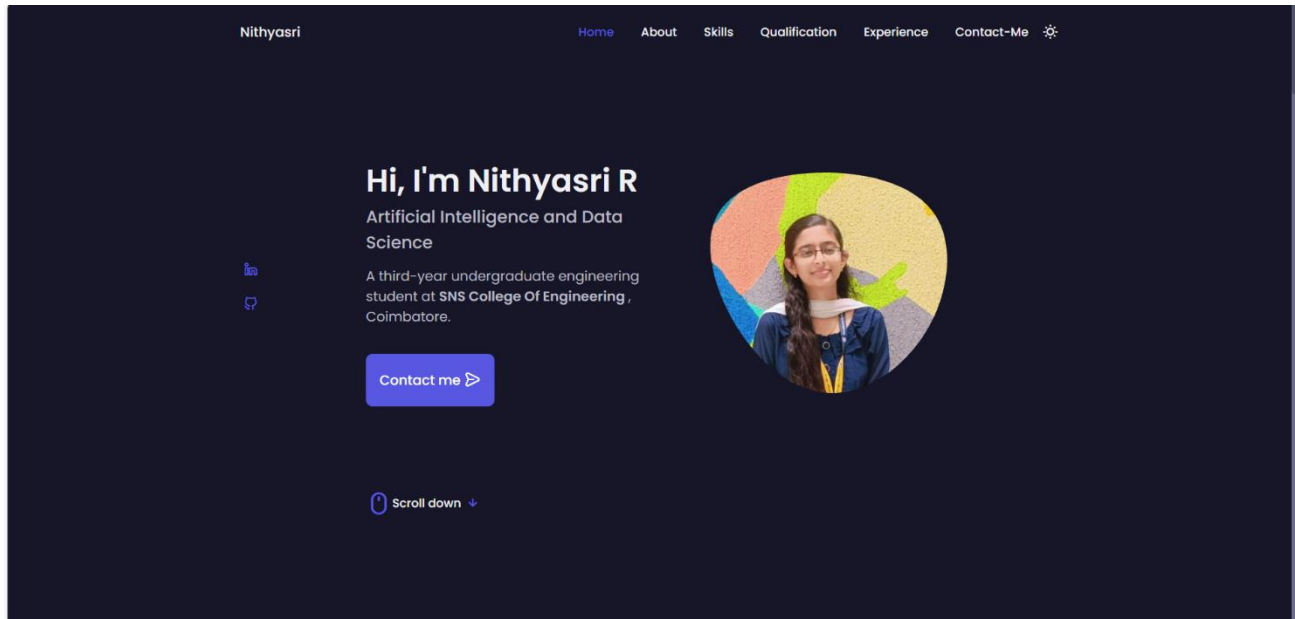 Nithyasri Home About Skills Qualification Experience Contact-Me
Hi, I'm Nithyasri R
Artificial Intelligence and Data
Science
A third-year undergraduate engineering
student at SNS College Of Engineering ,
Coimbatore.
in
Contact me
Scroll down